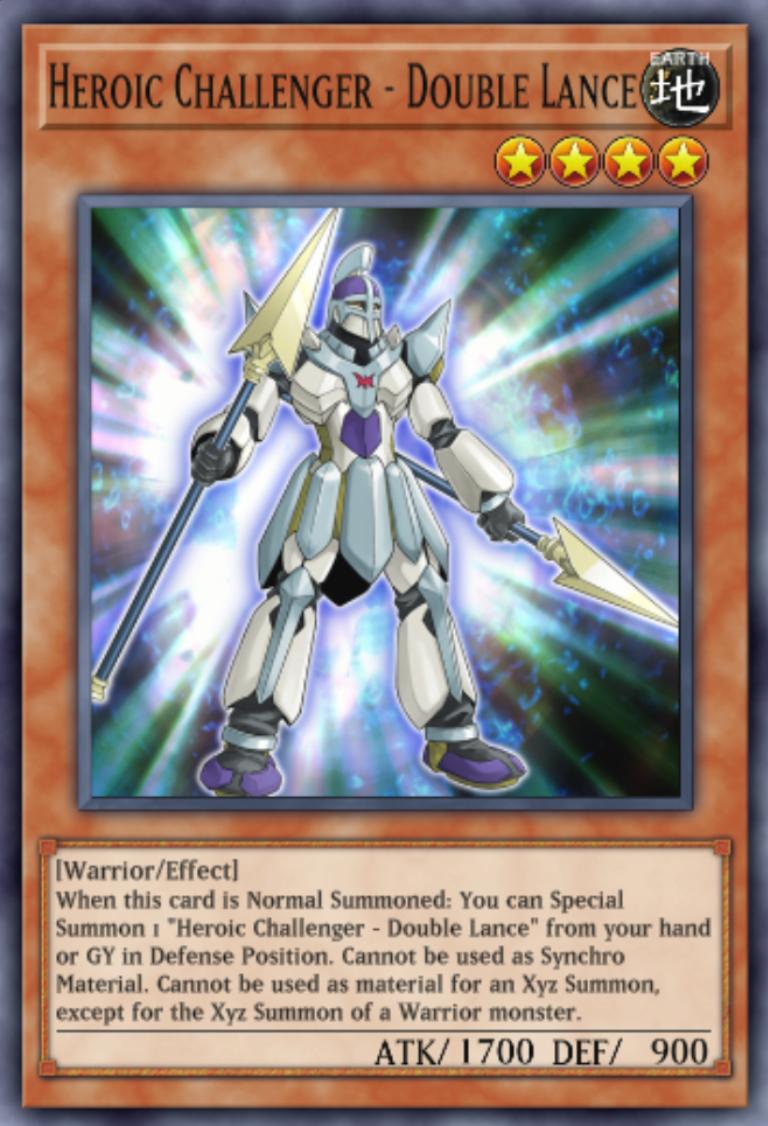 Heroic Challenger - Double Lance
EARTH
地
[Warrior/Effect]
When this card is Normal Summoned: You can Special
Summon 1 "Heroic Challenger - Double Lance" from your hand
or GY in Defense Position. Cannot be used as Synchro
Material. Cannot be used as material for an Xyz Summon,
except for the Xyz Summon of a Warrior monster.
ATK/ 1700 DEF/ 900